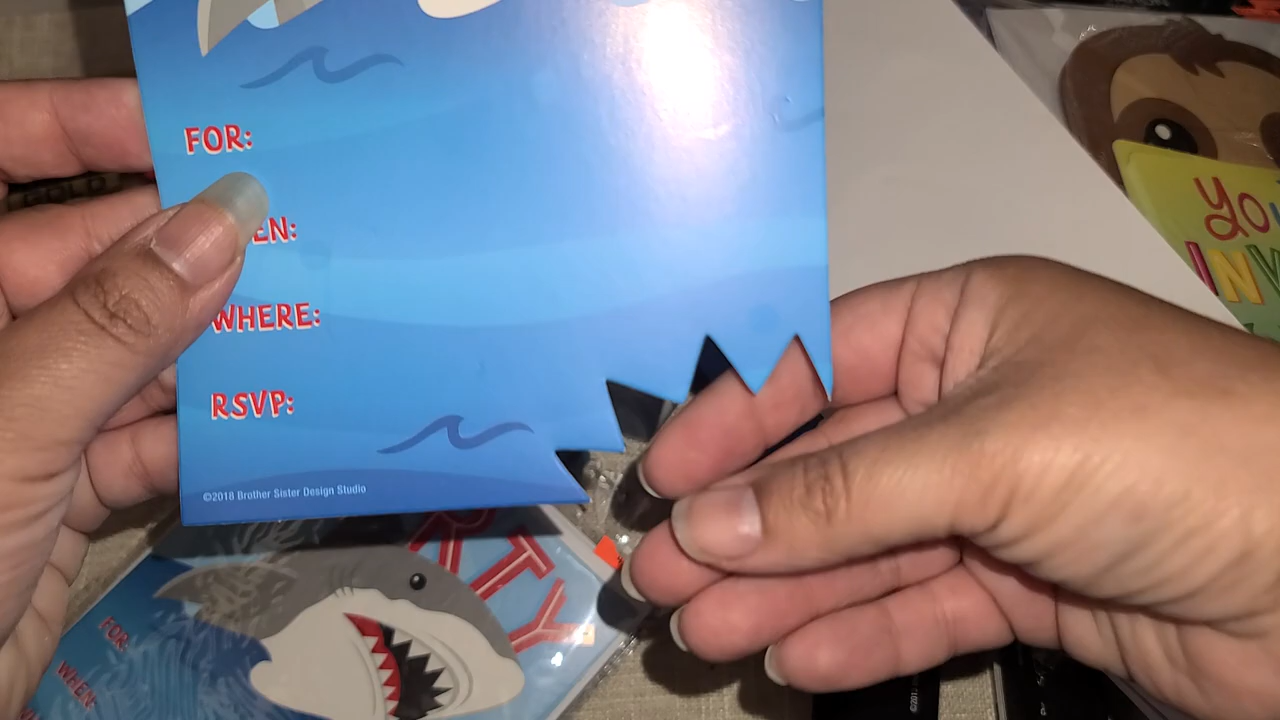 FOR:
EN:
WHERE:
RSVP:
©2018 Brother Sister Design Studio
RTY
FOR:
WHEN:
YO
INV